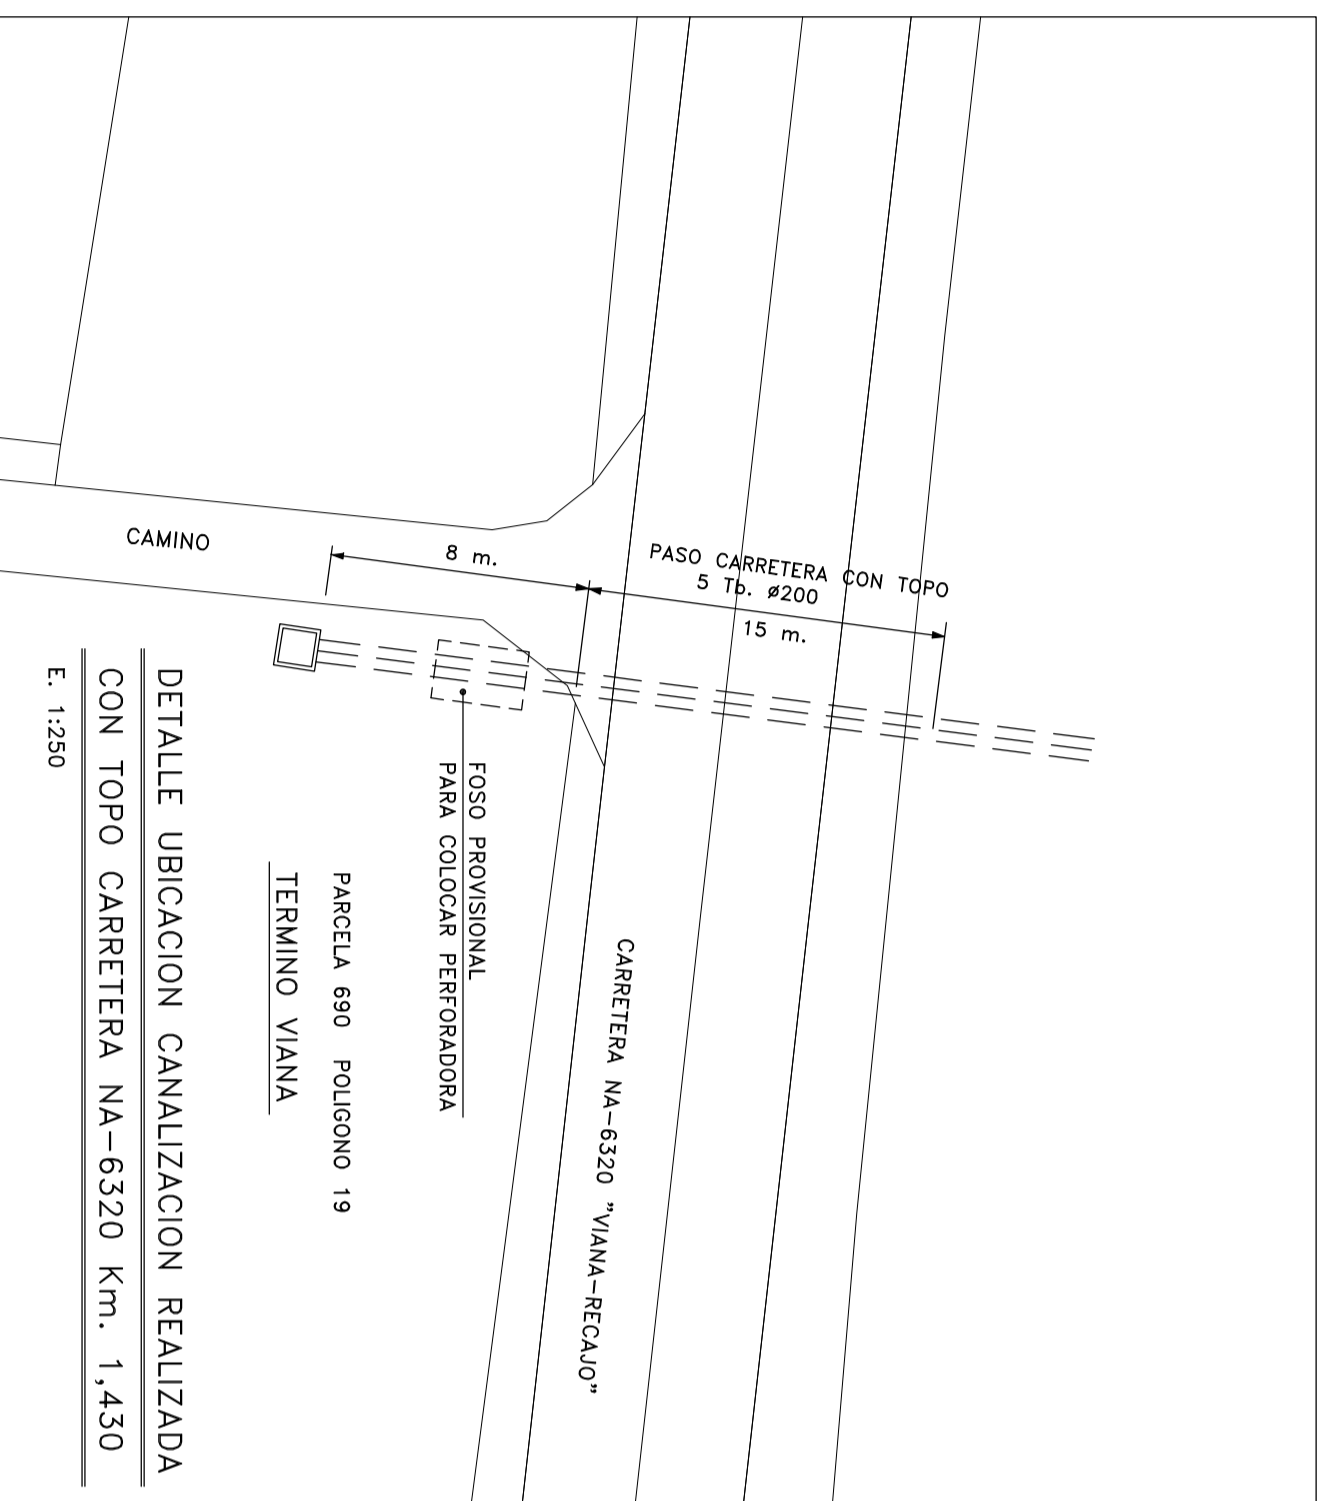 CAMINO
8 m.
PASO CARRETERA CON TOPO
5 Tb. ø200
15 m.
FOSO PROVISIONAL
PARA COLOCAR PERFORADORA
CARRETERA NA-6320 "VIANA-RECAJO"
PARCELA 690 POLIGONO 19
TERMINO VIANA
DETALLE UBICACION CANALIZACION REALIZADA
CON TOPO CARRETERA NA-6320 Km. 1,430
E. 1:250